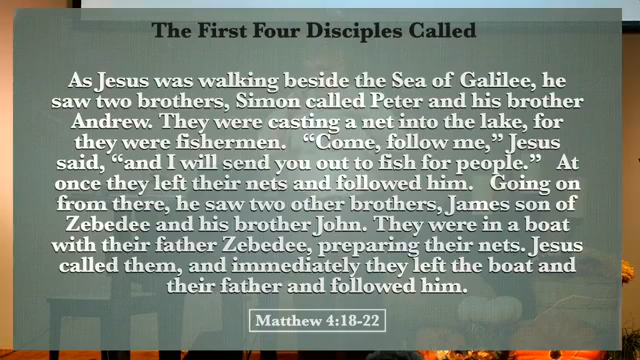 The First Four Disciples Called
As Jesus was walking beside the Sea of Galilee, he
saw two brothers, Simon called Peter and his brother
Andrew. They were casting a net into the lake, for
they were fishermen.   “Come, follow me,” Jesus
said, “and I will send you out to fish for people.”   At
once they left their nets and followed him.   Going on
from there, he saw two other brothers, James son of
Zebedee and his brother John. They were in a boat
with their father Zebedee, preparing their nets. Jesus
called them, and immediately they left the boat and
their father and followed him.
Matthew 4:18-22